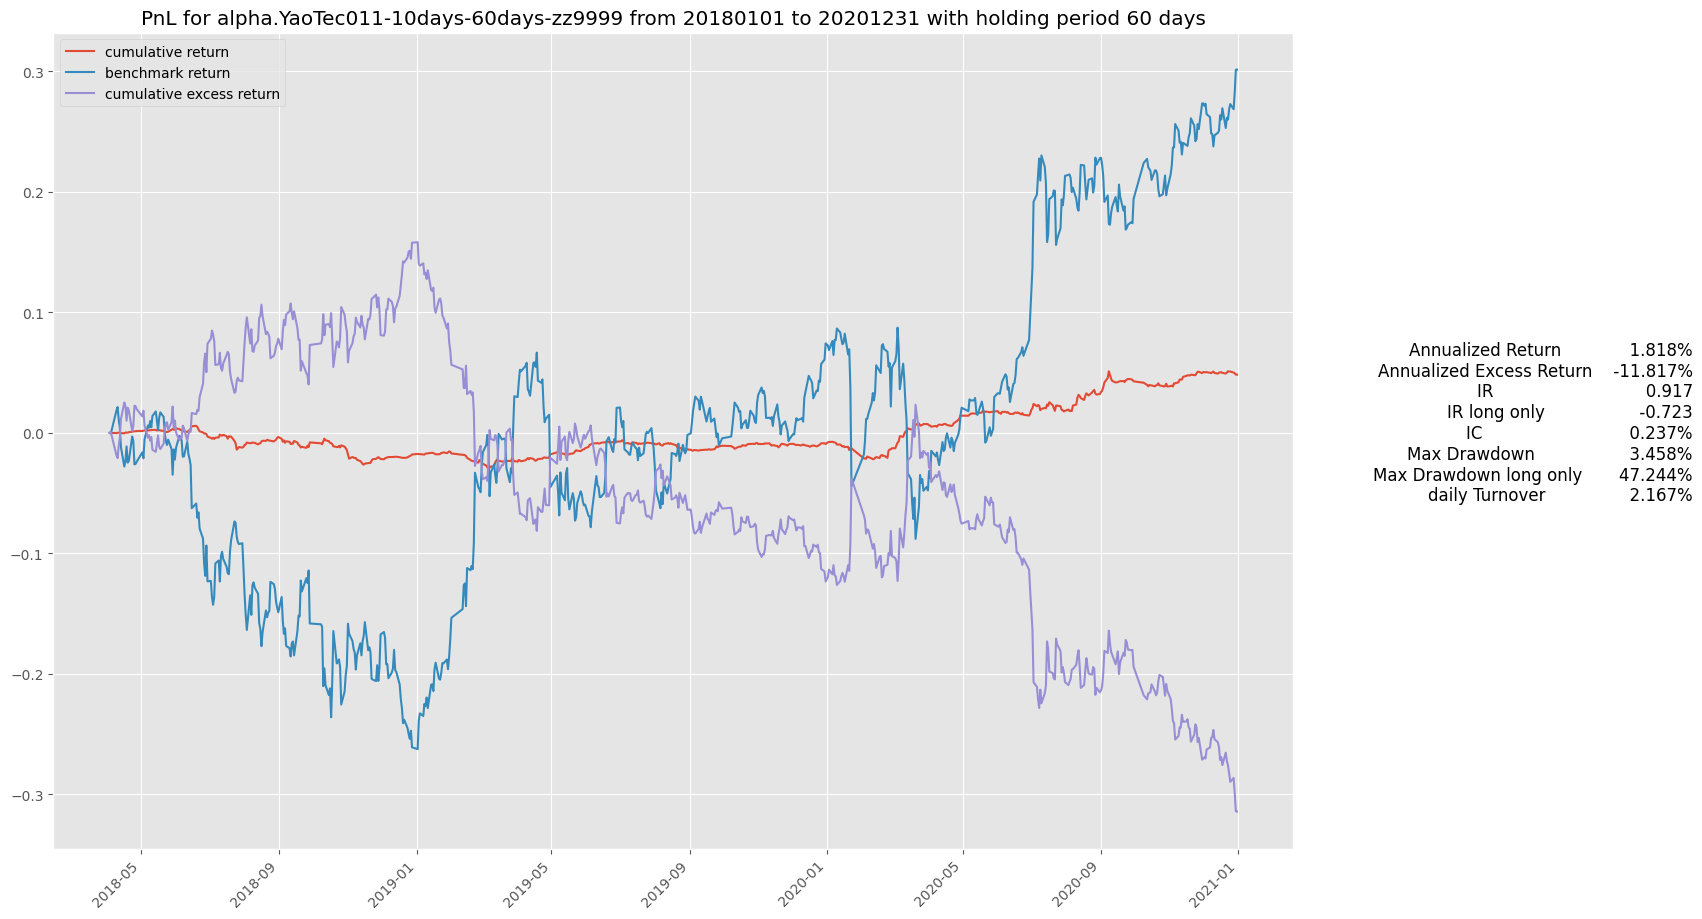 PnL for alpha.YaoTec011-10days-60days-zz9999 from 20180101 to 20201231 with holding period 60 days
cumulative return
benchmark return
cumulative excess return
0.3
0.2
0.1
0.0
−0.1
−0.2
−0.3
2018-05
2018-09
2019-01
2019-05
2019-09
2020-01
2020-05
2020-09
2021-01
Annualized Return 1.818%
Annualized Excess Return -11.817%
IR 0.917
IR long only -0.723
IC 0.237%
Max Drawdown 3.458%
Max Drawdown long only 47.244%
daily Turnover 2.167%